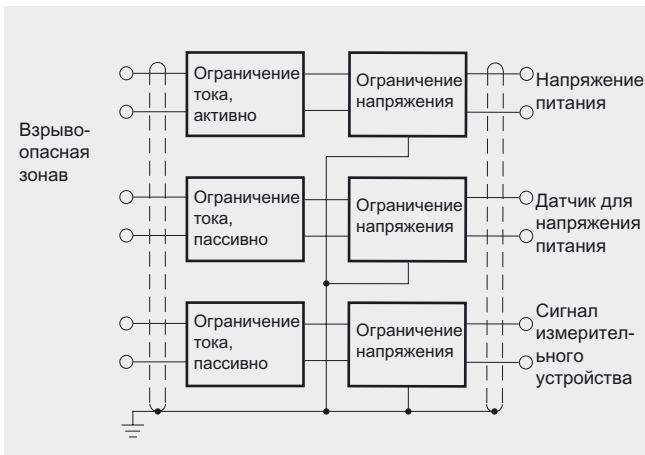 Взрыво-
опасная
зонав
Ограничение
тока,
активно
Ограничение
напряжения
Напряжение
питания
Ограничение
тока,
пассивно
Ограничение
напряжения
Датчик для
напряжения
питания
Ограничение
тока,
пассивно
Ограничение
напряжения
Сигнал
измерител-
ьного
устройства